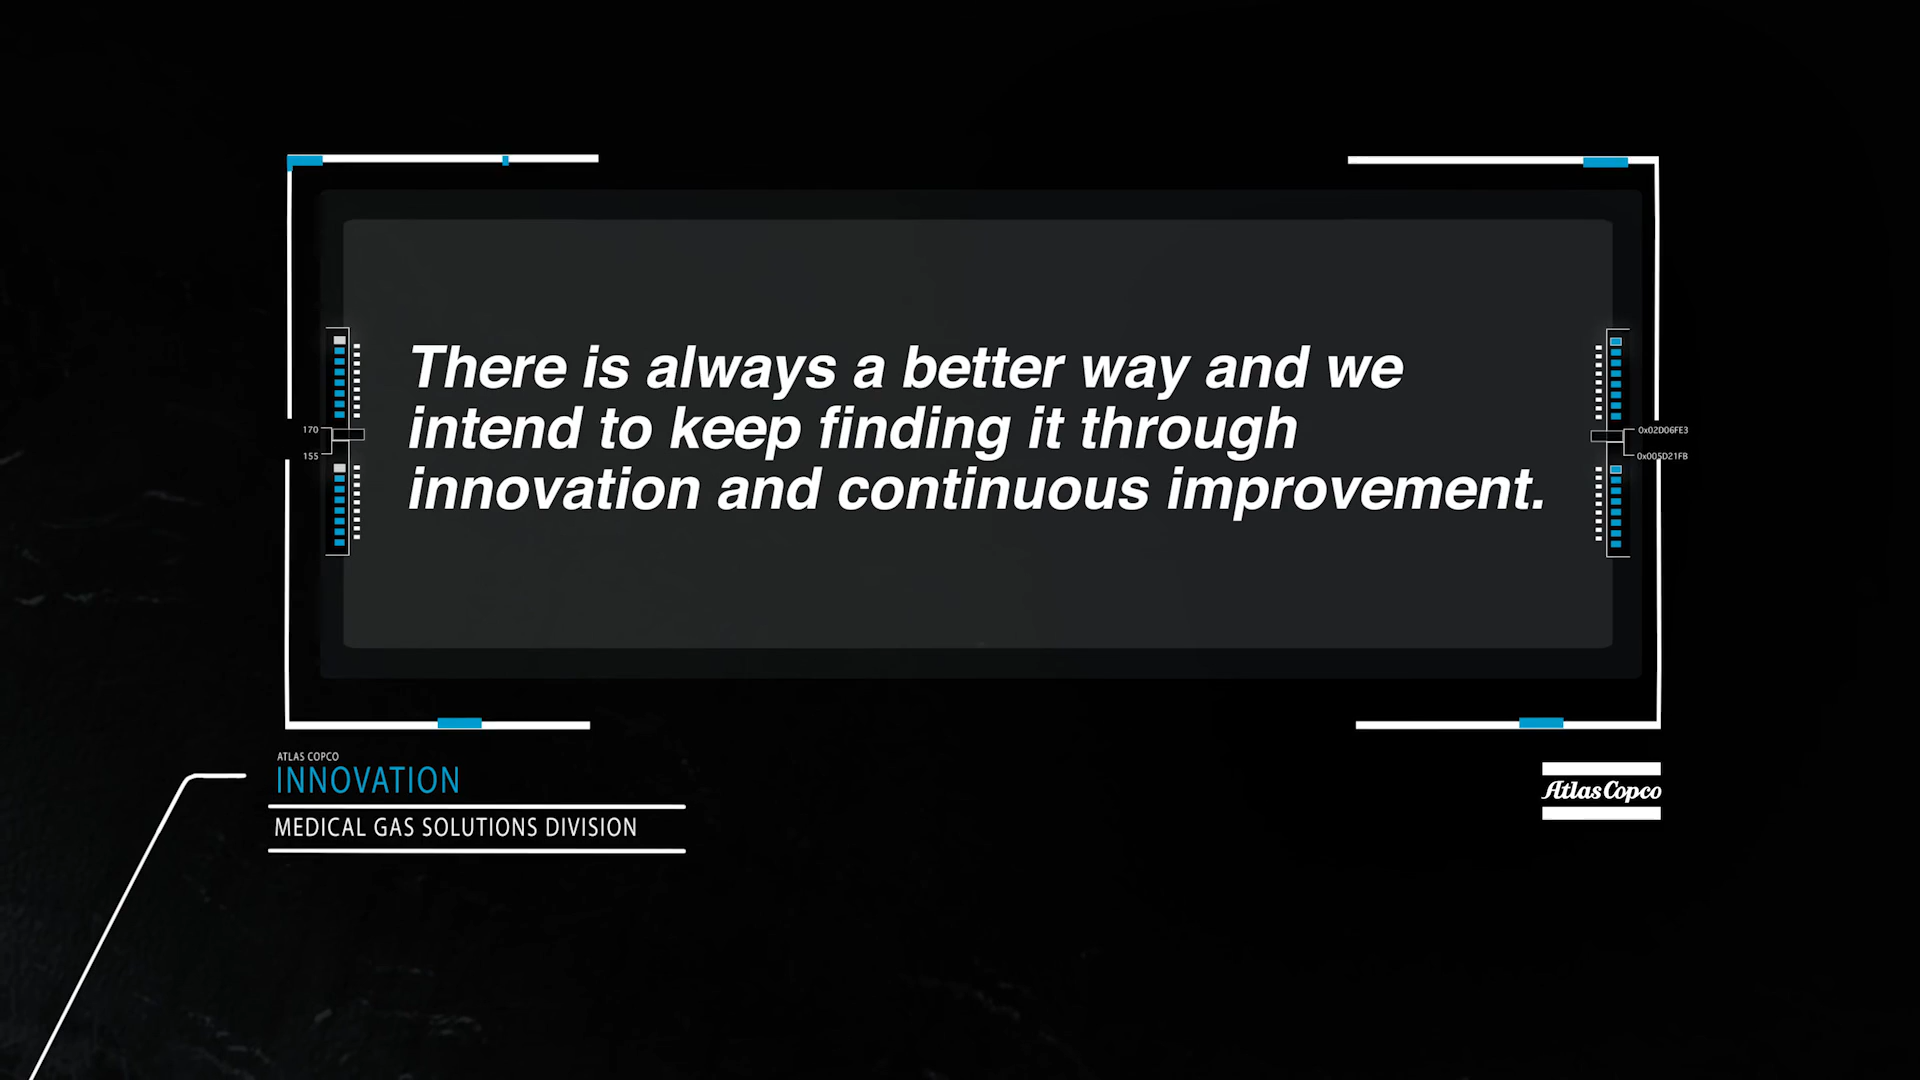 There is always a better way and we
intend to keep finding it through
innovation and continuous improvement.
170
155
0x02D06FE3
0x005D21FB
ATLAS COPCO
INNOVATION
MEDICAL GAS SOLUTIONS DIVISION
Atlas Copco